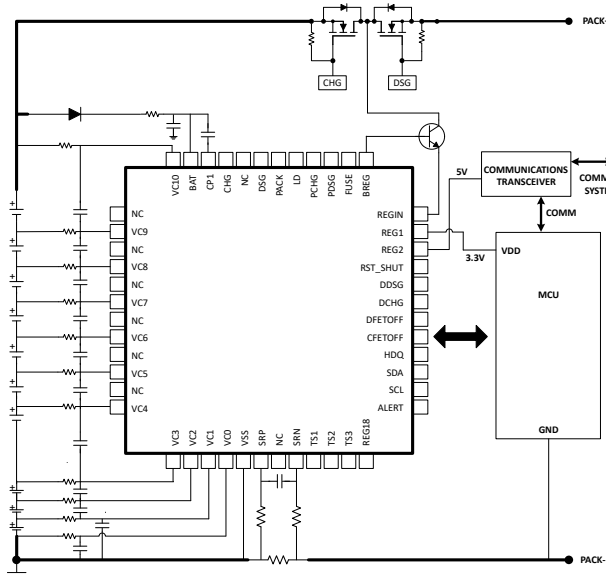 PACK+
CHG
DSG
VC10
BAT
CP1
CHG
NC
DSG
PACK
LD
PCHG
PDSG
FUSE
BREG
5V
COMMUNICATIONS
TRANSCEIVER
COMM
SYSTE
NC
VC9
NC
VC8
NC
VC7
NC
VC6
NC
VC5
NC
VC4
REGIN
REG1
REG2
RST_SHUT
DDSG
DCHG
DFETOFF
CFETOFF
HDQ
SDA
SCL
ALERT
COMM
3.3V
VDD
MCU
GND
VC3
VC2
VC1
VC0
VSS
SRP
NC
SRN
TS1
TS2
TS3
REG18
PACK-